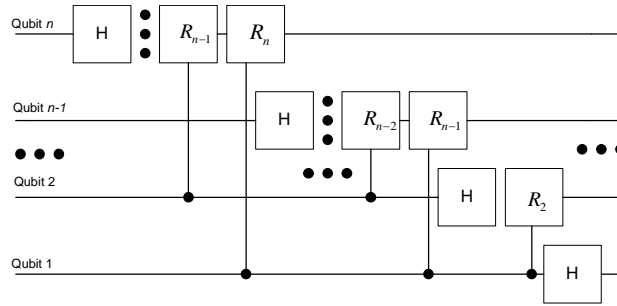 Qubit n
H
R_{n−1}
R_n
Qubit n-1
H
R_{n−2}
R_{n−1}
Qubit 2
H
R_2
Qubit 1
H